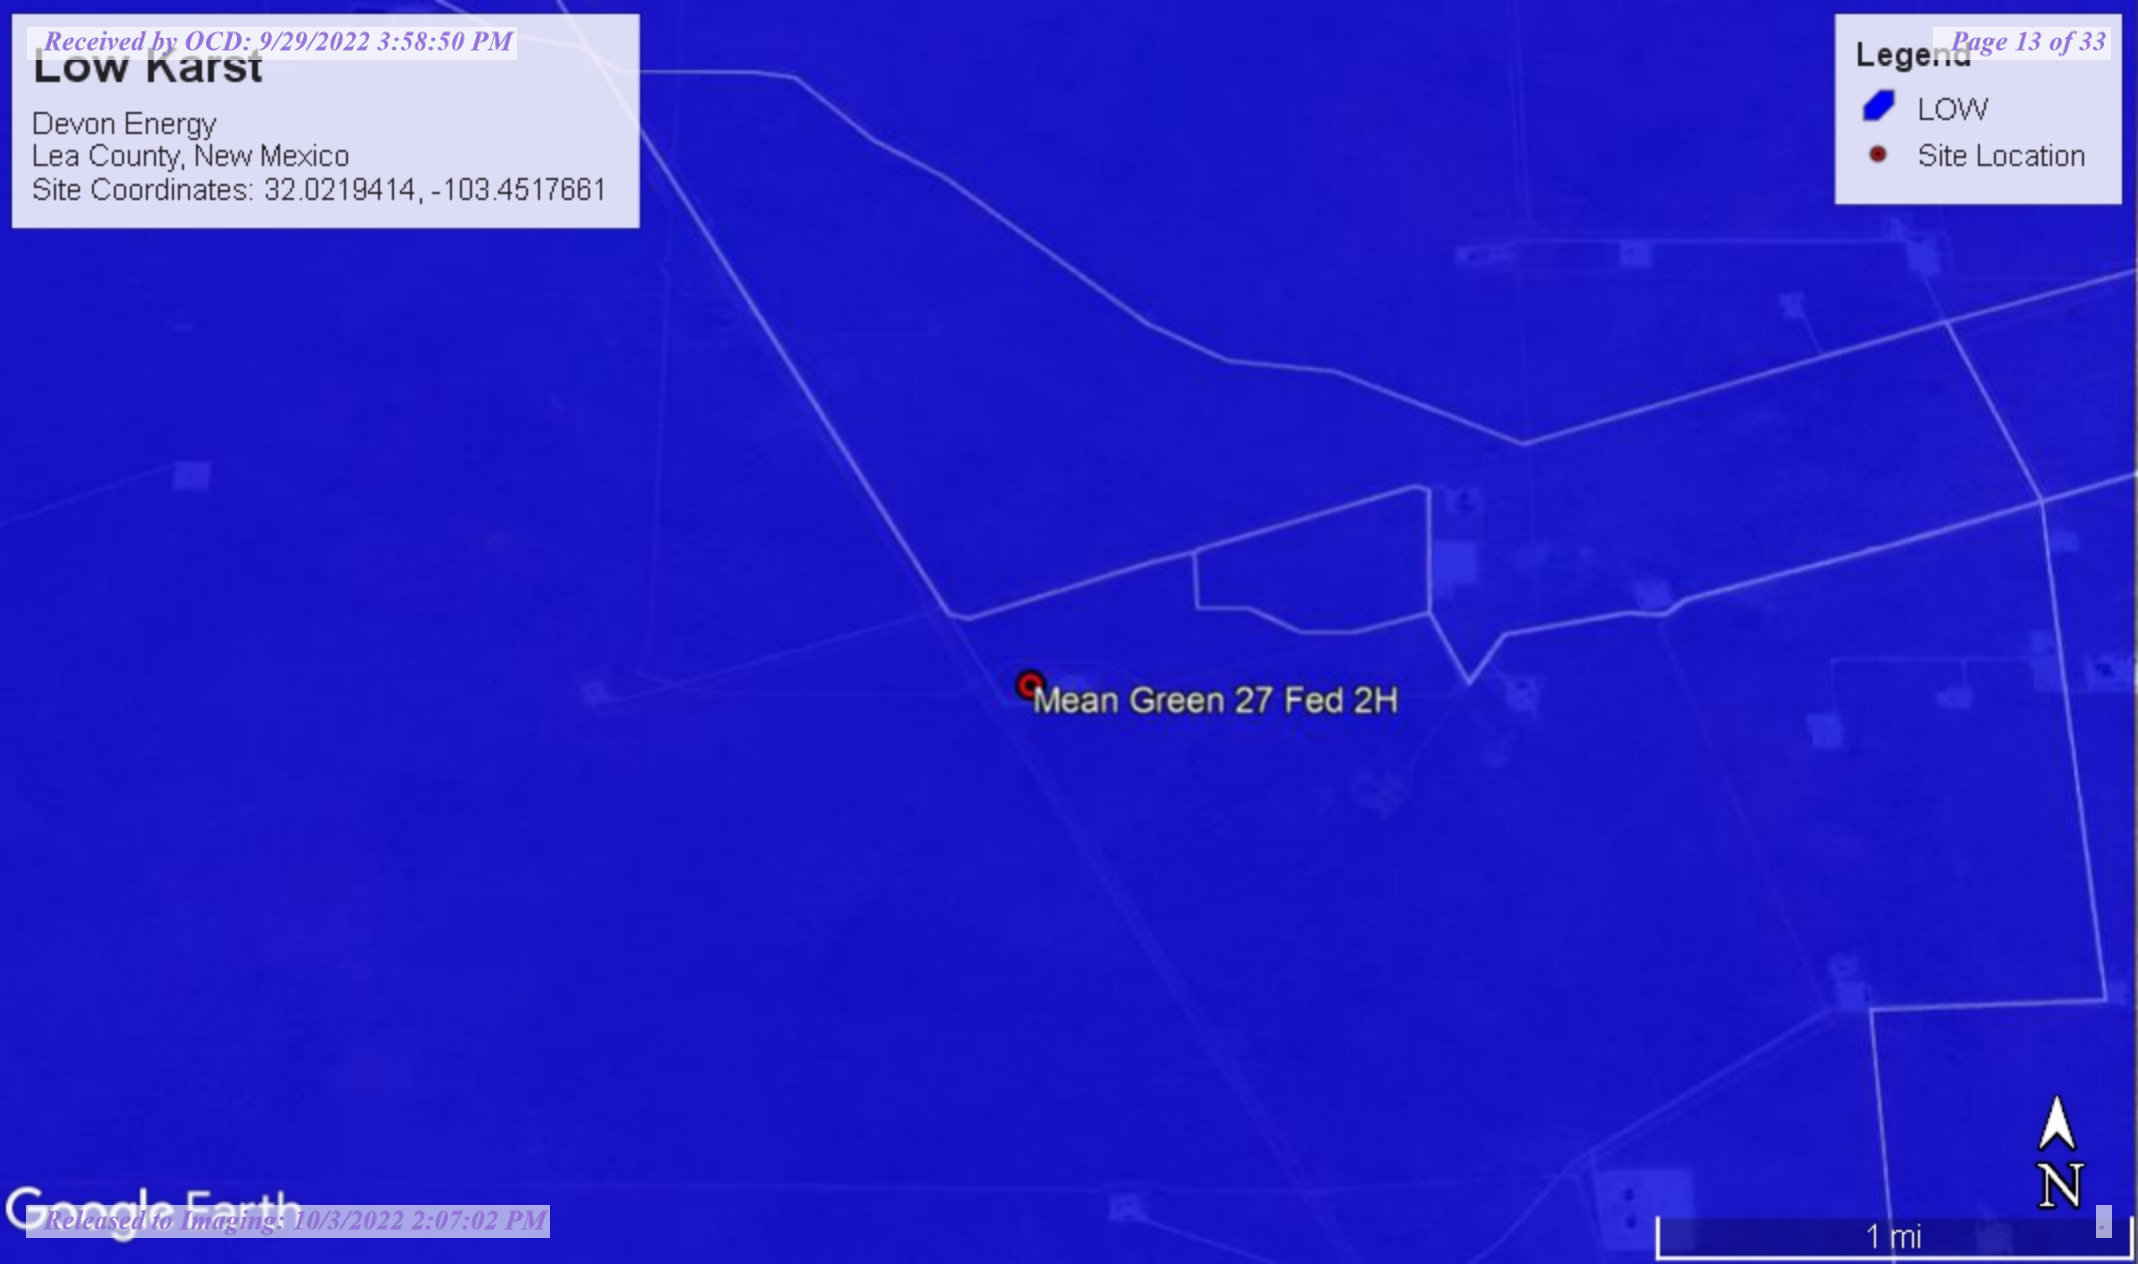 Received by OCD: 9/29/2022 3:58:50 PM
Page 13 of 33
Low Karst
Devon Energy
Lea County, New Mexico
Site Coordinates: 32.0219414, -103.4517661
Legend
LOW
Site Location
Mean Green 27 Fed 2H
N
1 mi
Google Earth
Released to Imaging: 10/3/2022 2:07:02 PM